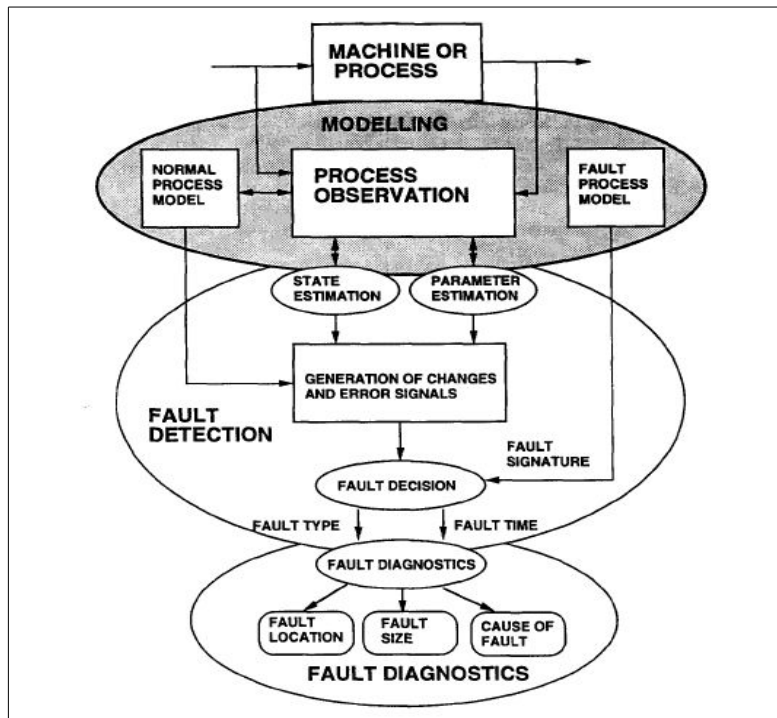 MACHINE OR
PROCESS
MODELLING
NORMAL
PROCESS
MODEL
PROCESS
OBSERVATION
FAULT
PROCESS
MODEL
STATE
ESTIMATION
PARAMETER
ESTIMATION
GENERATION OF CHANGES
AND ERROR SIGNALS
FAULT
DETECTION
FAULT
SIGNATURE
FAULT DECISION
FAULT TYPE
FAULT TIME
FAULT DIAGNOSTICS
FAULT
LOCATION
FAULT
SIZE
CAUSE OF
FAULT
FAULT DIAGNOSTICS